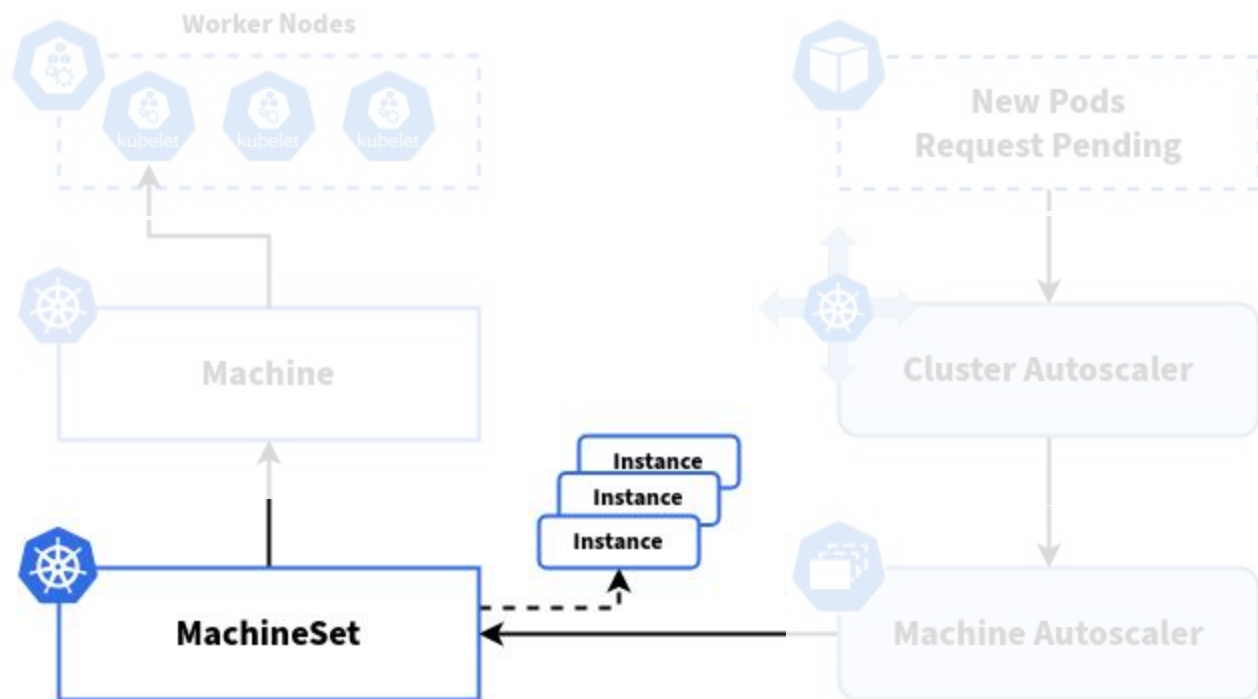 Worker Nodes
kubelet
kubelet
kubelet
New Pods
Request Pending
Machine
Cluster Autoscaler
Instance
Instance
Instance
MachineSet
Machine Autoscaler